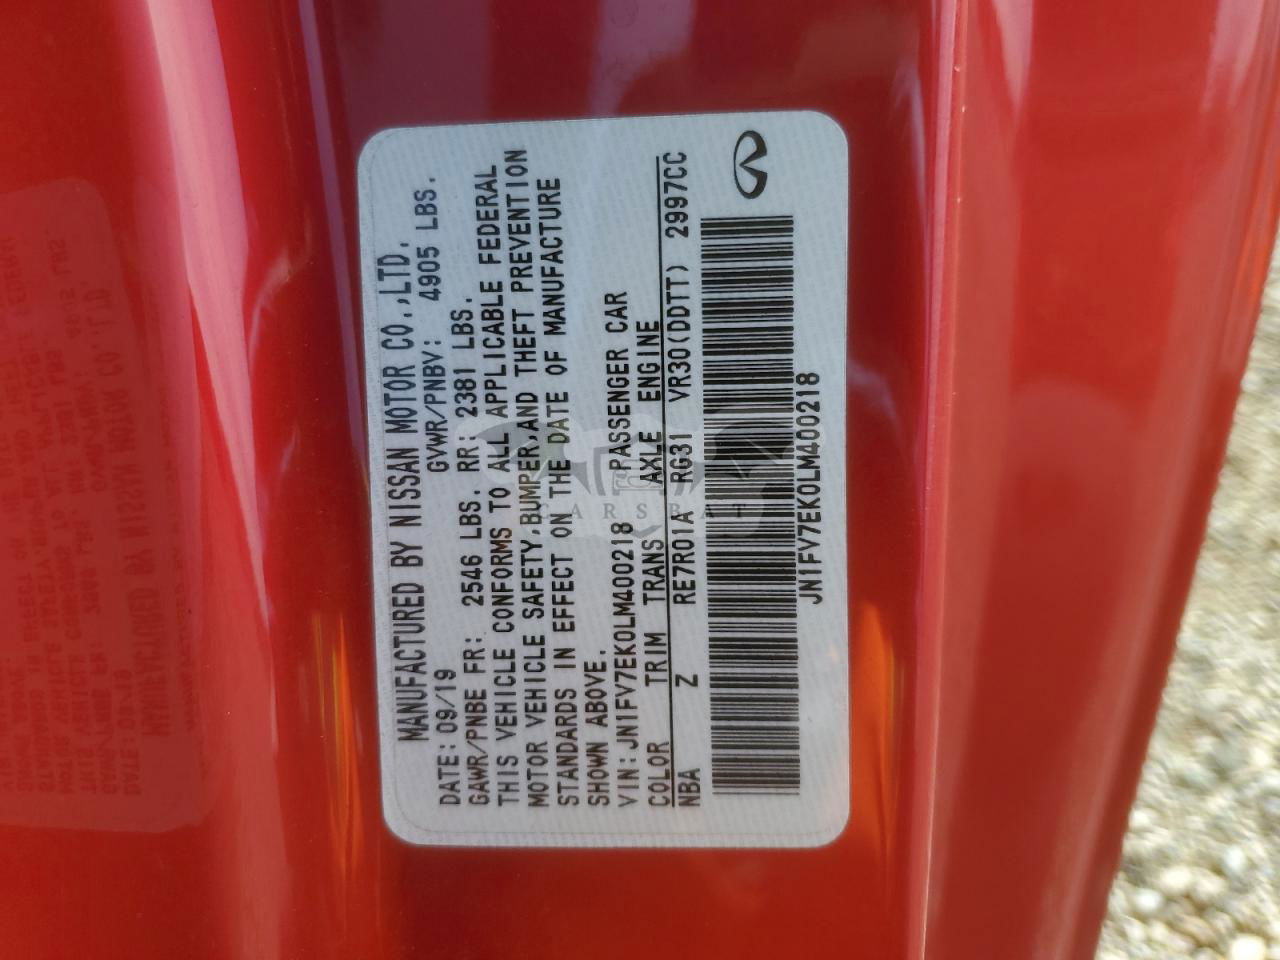 MANUFACTURED BY NISSAN MOTOR CO.,LTD.
DATE: 09/19 GVWR/PNBV: 4905 LBS.
GAWR/PNBE FR: 2546 LBS. RR: 2381 LBS.
THIS VEHICLE CONFORMS TO ALL APPLICABLE FEDERAL
MOTOR VEHICLE SAFETY,BUMPER,AND THEFT PREVENTION
STANDARDS IN EFFECT ON THE DATE OF MANUFACTURE
SHOWN ABOVE.
VIN:JN1FV7EK0LM400218 PASSENGER CAR
COLOR TRIM TRANS AXLE ENGINE
NBA Z RE7R01A RG31 VR30(DDTT) 2997CC
JN1FV7EK0LM400218
CARSBAT